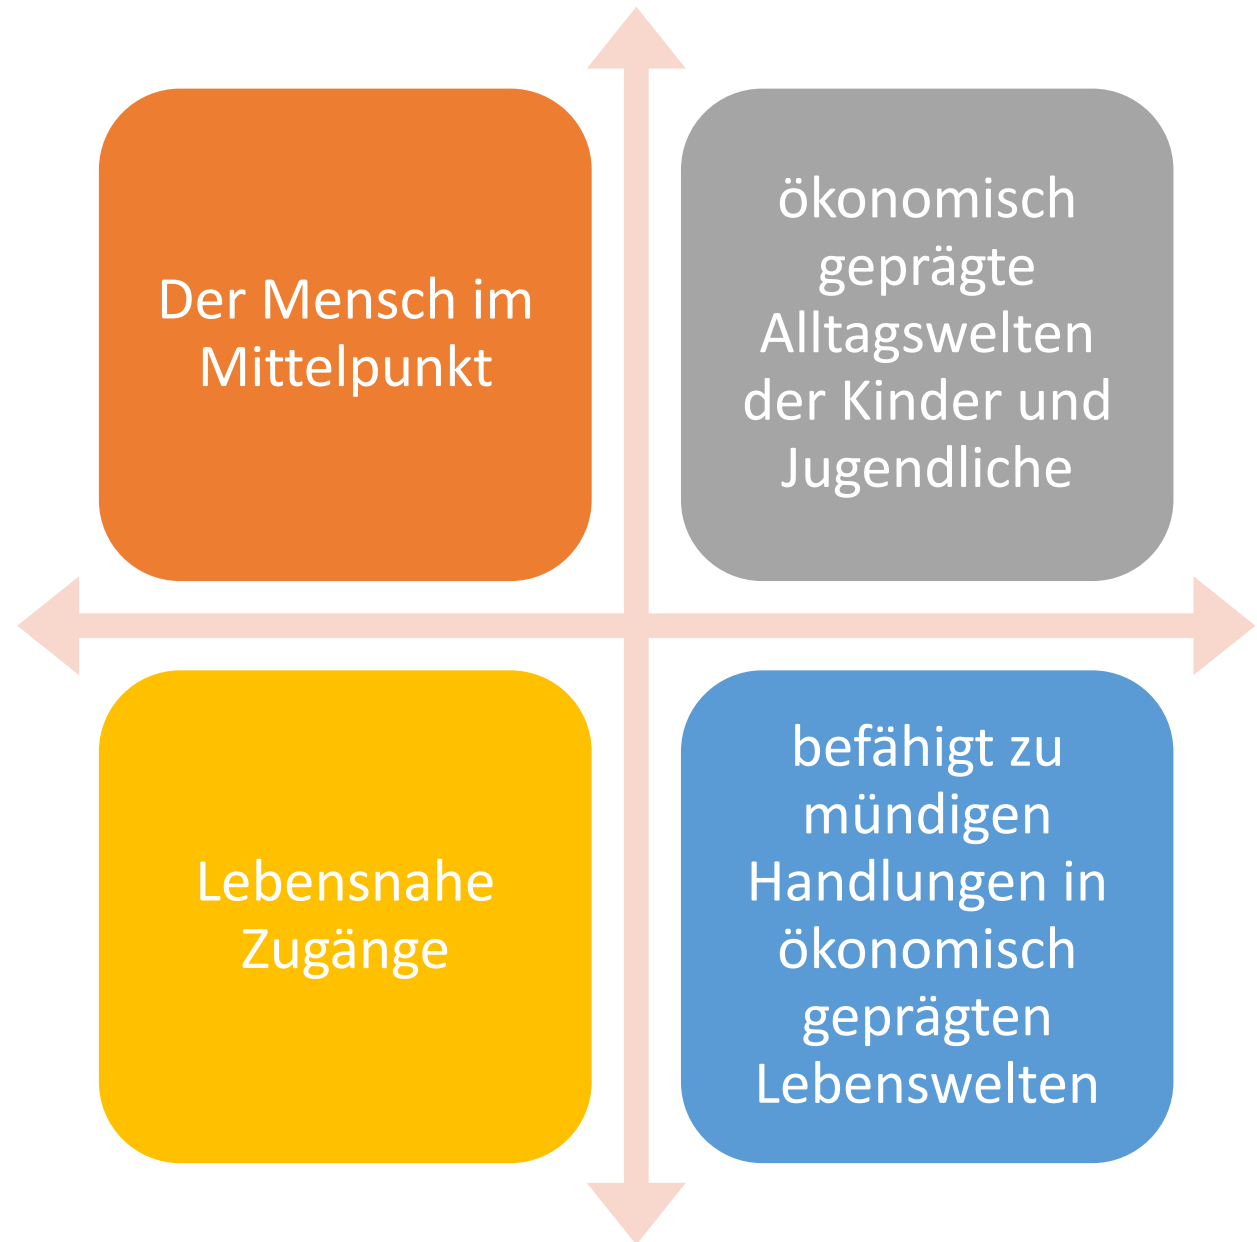 Der Mensch im
Mittelpunkt
ökonomisch
geprägte
Alltagswelten
der Kinder und
Jugendliche
Lebensnahe
Zugänge
befähigt zu
mündigen
Handlungen in
ökonomisch
geprägten
Lebenswelten